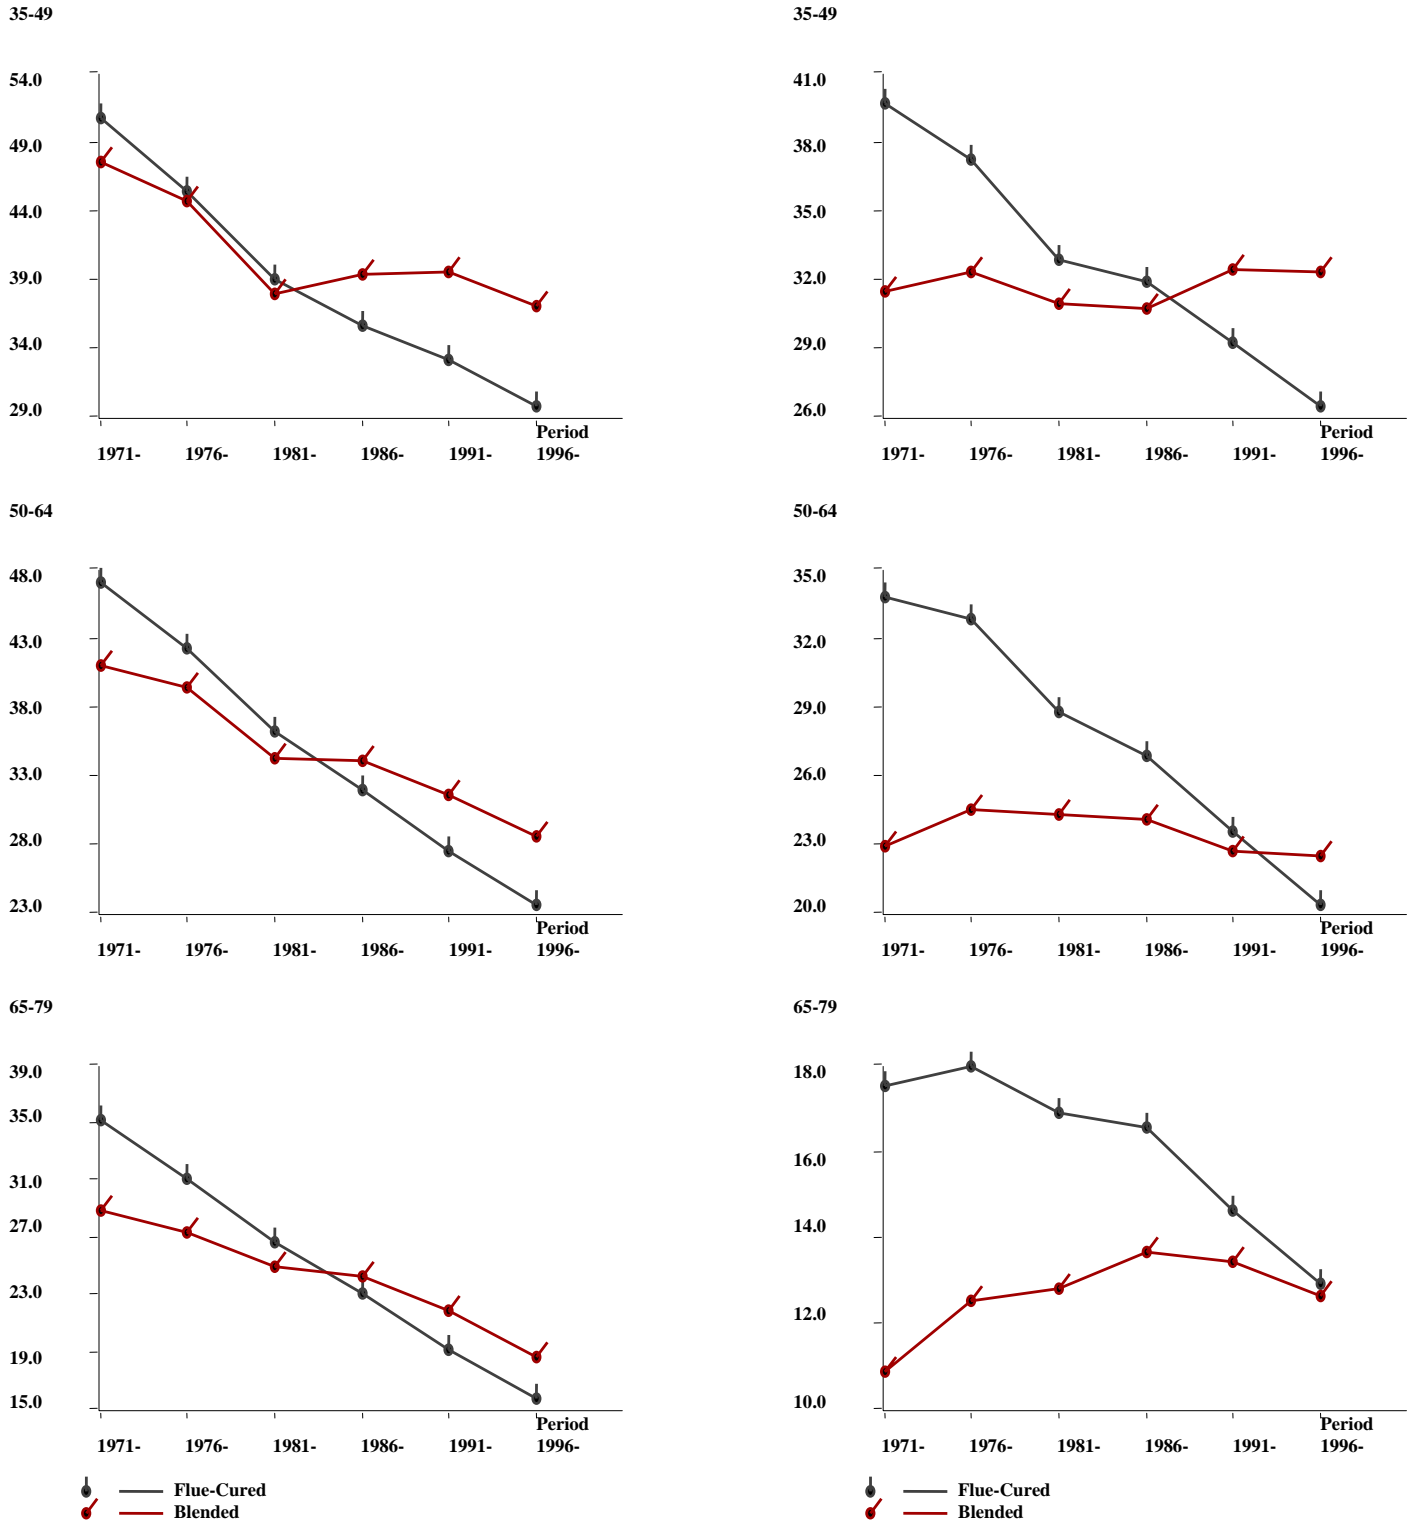 35-49
54.0
49.0
44.0
39.0
34.0
29.0
Period
1971- 1976- 1981- 1986- 1991- 1996-
35-49
41.0
38.0
35.0
32.0
29.0
26.0
Period
1971- 1976- 1981- 1986- 1991- 1996-
50-64
48.0
43.0
38.0
33.0
28.0
23.0
Period
1971- 1976- 1981- 1986- 1991- 1996-
50-64
35.0
32.0
29.0
26.0
23.0
20.0
Period
1971- 1976- 1981- 1986- 1991- 1996-
65-79
39.0
35.0
31.0
27.0
23.0
19.0
15.0
Period
1971- 1976- 1981- 1986- 1991- 1996-
Flue-Cured
Blended
65-79
18.0
16.0
14.0
12.0
10.0
Period
1971- 1976- 1981- 1986- 1991- 1996-
Flue-Cured
Blended